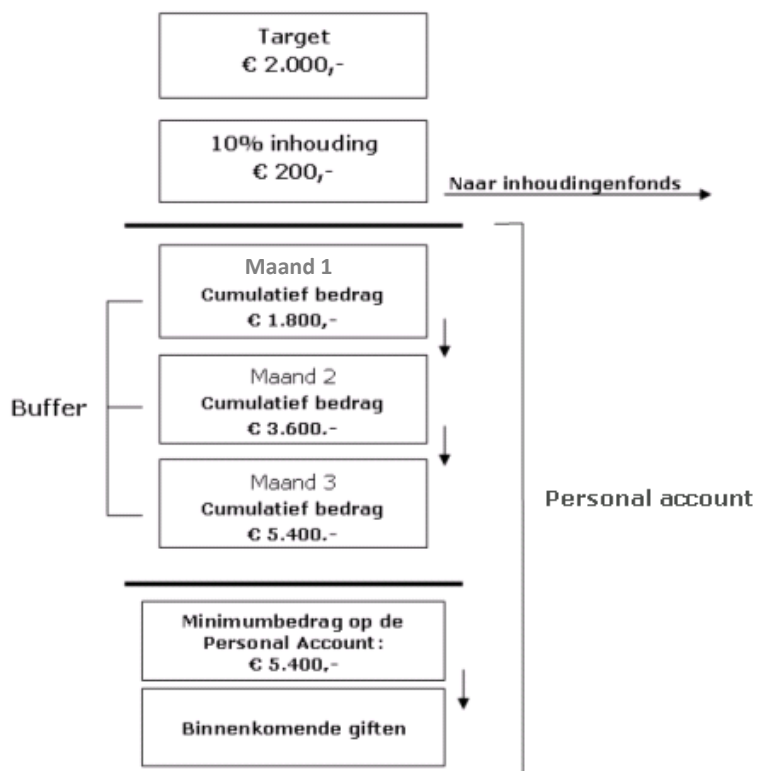 Target
€ 2.000,-
10% inhouding
€ 200,-
Naar inhoudingenfonds
Maand 1
Cumulatief bedrag
€ 1.800,-
Maand 2
Cumulatief bedrag
€ 3.600.-
Buffer
Maand 3
Cumulatief bedrag
€ 5.400.-
Personal account
Minimumbedrag op de
Personal Account:
€ 5.400,-
Binnenkomende giften